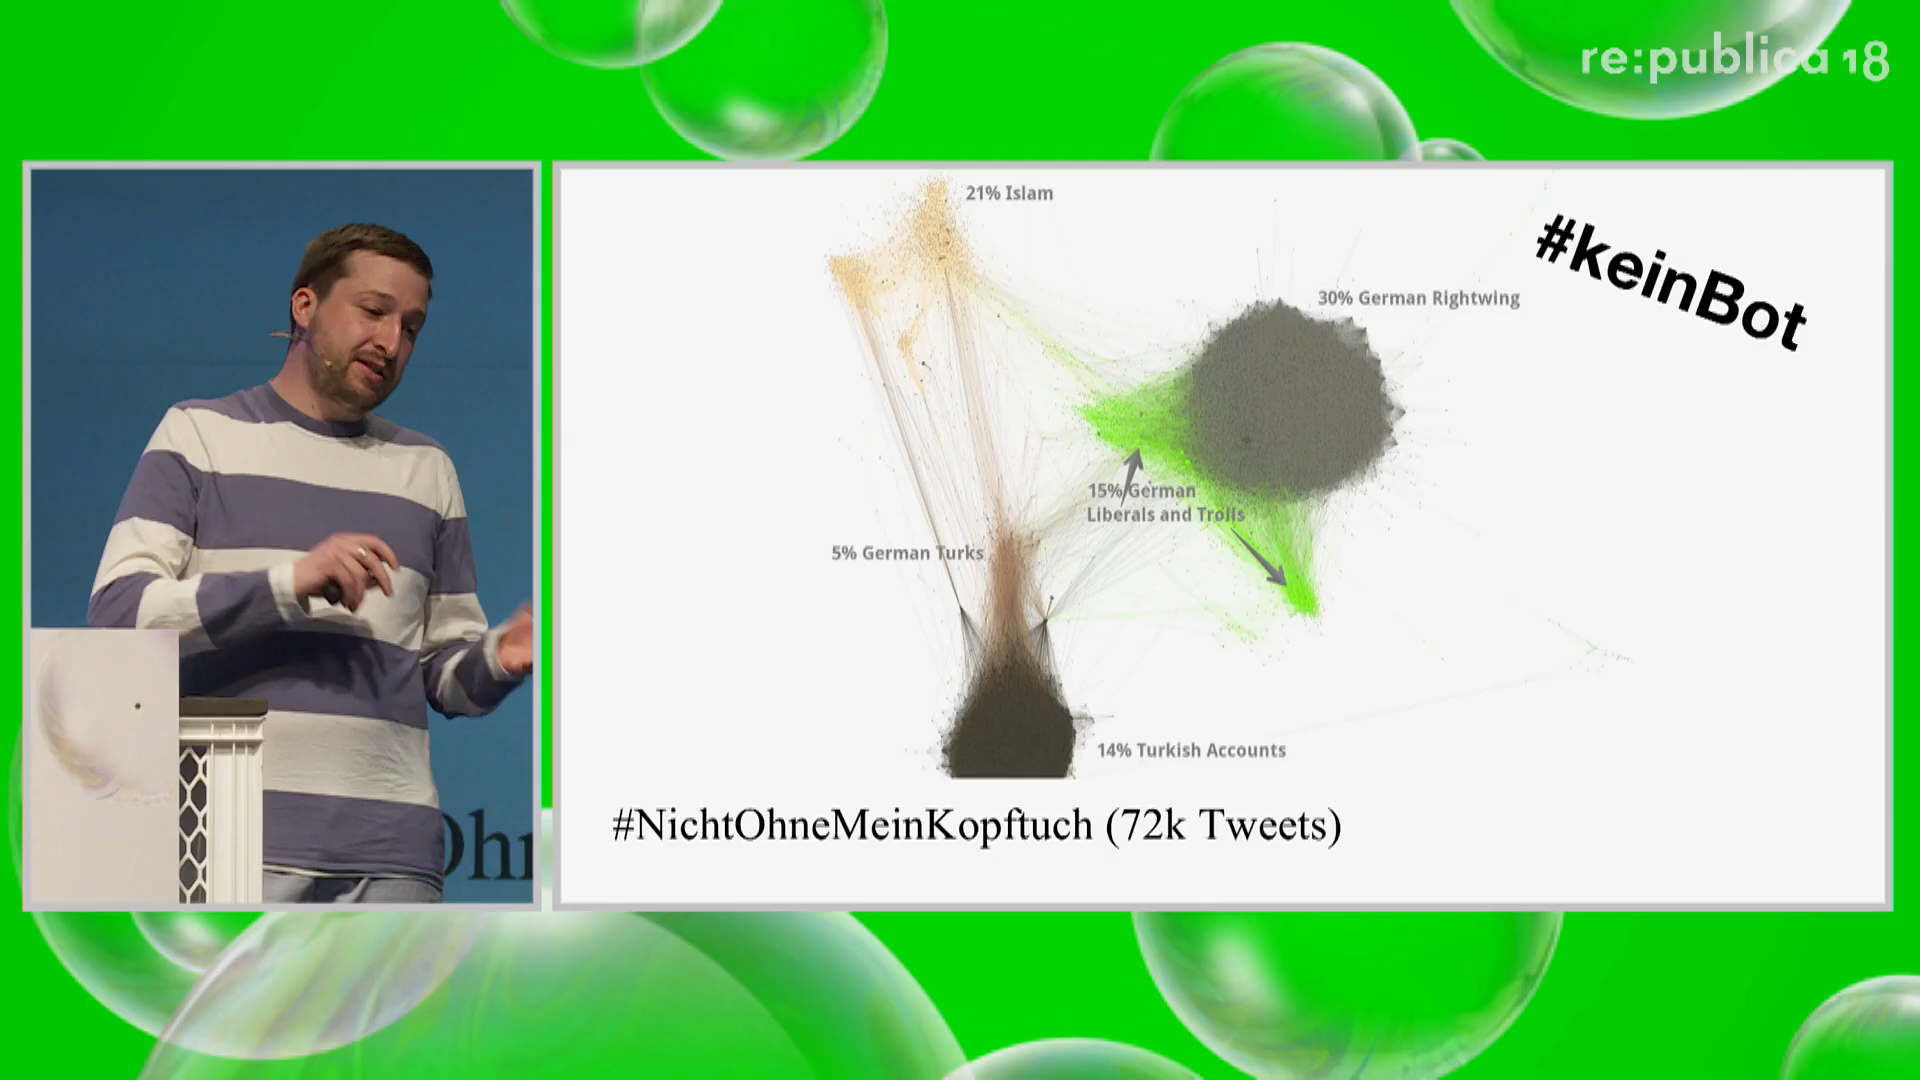 re:publica 18
21% Islam
#keinBot
30% German Rightwing
15% German
Liberals and Trolls
5% German Turks
14% Turkish Accounts
#NichtOhneMeinKopftuch (72k Tweets)
Oh